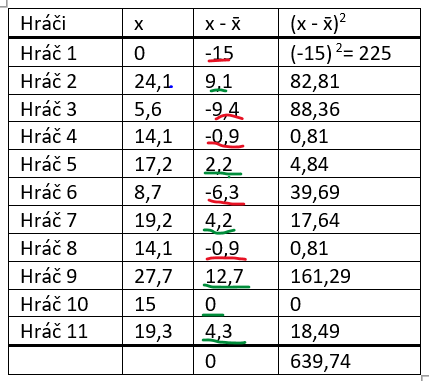 Hráči x x - x̄ (x - x̄)²
Hráč 1 0 -15 (-15) ²= 225
Hráč 2 24,1 9,1 82,81
Hráč 3 5,6 -9,4 88,36
Hráč 4 14,1 -0,9 0,81
Hráč 5 17,2 2,2 4,84
Hráč 6 8,7 -6,3 39,69
Hráč 7 19,2 4,2 17,64
Hráč 8 14,1 -0,9 0,81
Hráč 9 27,7 12,7 161,29
Hráč 10 15 0 0
Hráč 11 19,3 4,3 18,49
0 639,74